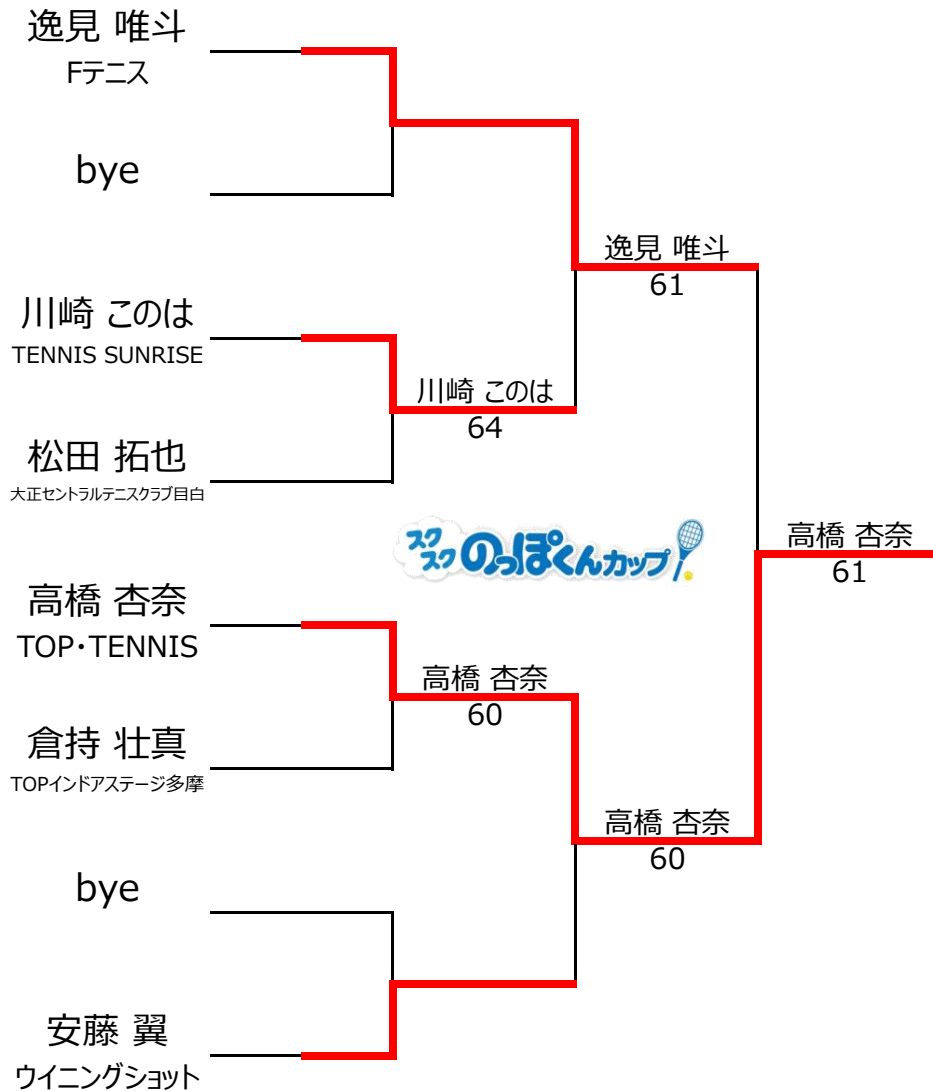 逸見 唯斗
Fテニス
bye
逸見 唯斗
61
川崎 このは
TENNIS SUNRISE
川崎 このは
64
松田 拓也
大正セントラルテニスクラブ目白
スク
スク のっぽくんカップ
高橋 杏奈
61
高橋 杏奈
TOP・TENNIS
高橋 杏奈
60
倉持 壮真
TOPインドアステージ多摩
高橋 杏奈
60
bye
安藤 翼
ウイニングショット